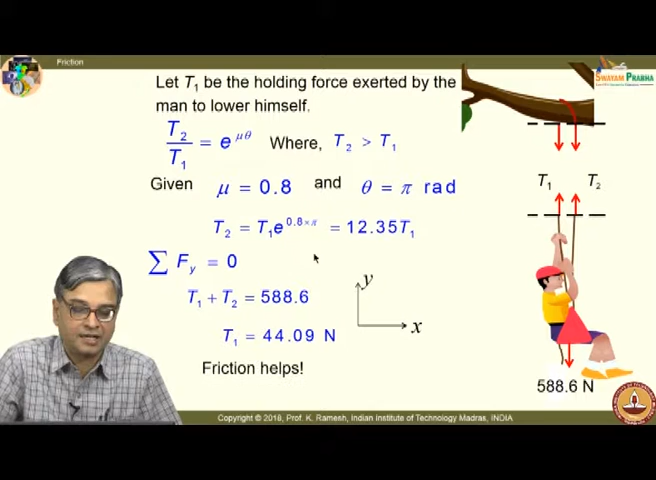 Friction
Let T₁ be the holding force exerted by the
man to lower himself.
T₂/T₁ = e^μθ Where, T₂ > T₁
Given μ = 0.8 and θ = π rad
T₂ = T₁e^0.8×π = 12.35T₁
∑ Fᵧ = 0
T₁ + T₂ = 588.6
T₁ = 44.09 N
Friction helps!
y
x
SWAYAM PRABHA
T₁ T₂
588.6 N
Copyright © 2018, Prof. K. Ramesh, Indian Institute of Technology Madras, INDIA